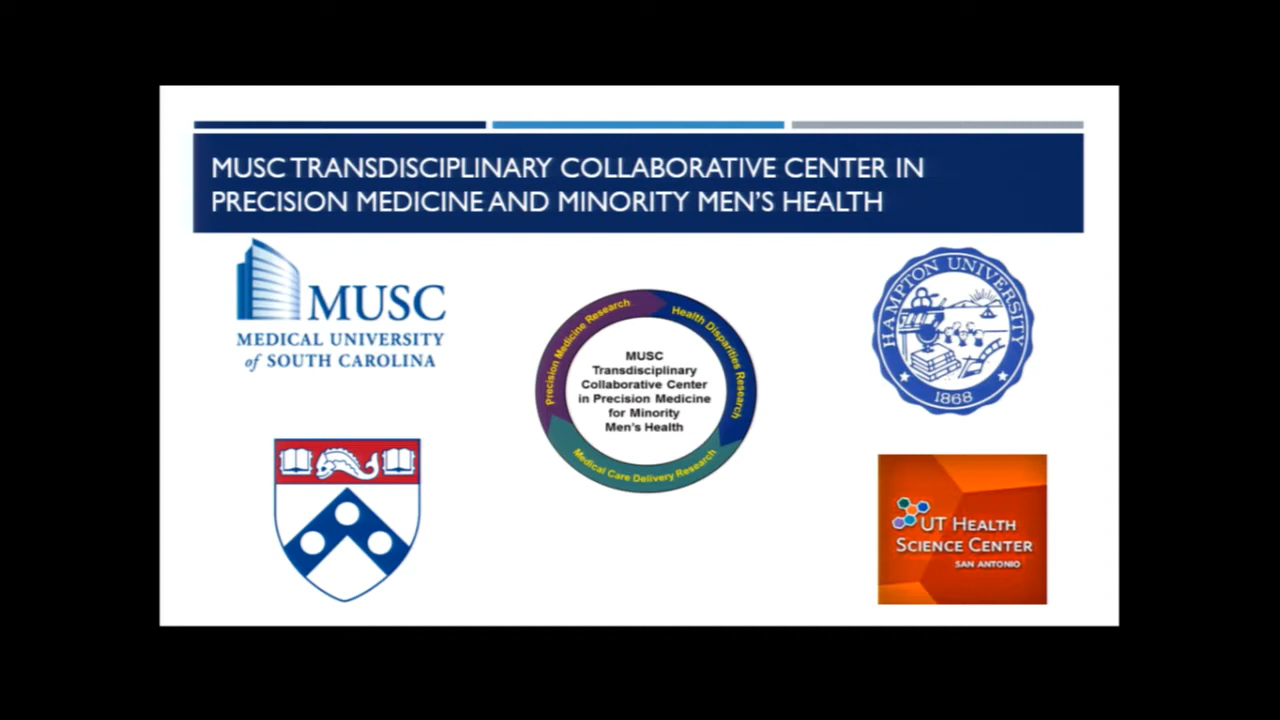 MUSC TRANSDISCIPLINARY COLLABORATIVE CENTER IN
PRECISION MEDICINE AND MINORITY MEN'S HEALTH
MUSC
MEDICAL UNIVERSITY
of SOUTH CAROLINA
Precision Medicine Research
Health Disparities Research
Medical Care Delivery Research
MUSC
Transdisciplinary
Collaborative Center
in Precision Medicine
for Minority
Men's Health
HAMPTON UNIVERSITY
1868
UT HEALTH
SCIENCE CENTER
SAN ANTONIO